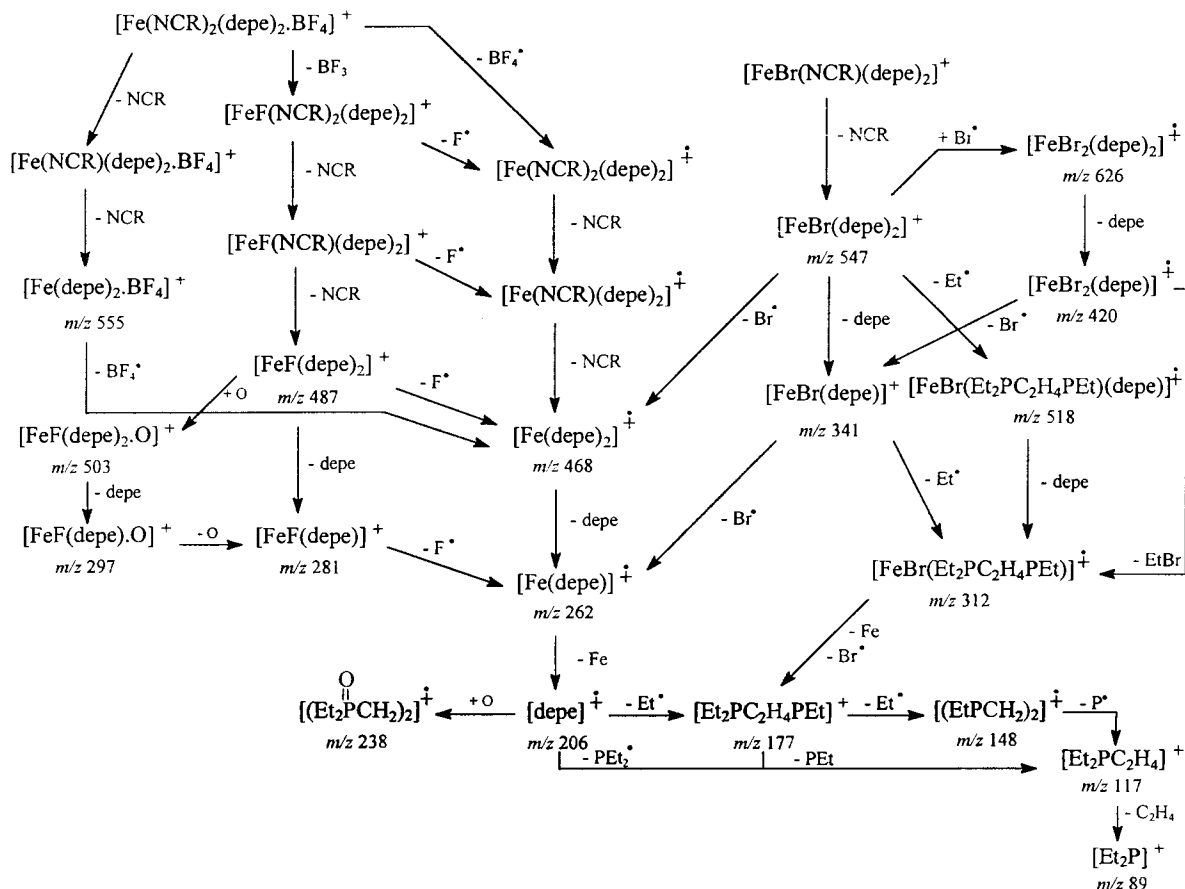 [Fe(NCR)₂(depe)₂.BF₄]⁺
- NCR
- BF₃
- BF₄•
[FeBr(NCR)(depe)₂]⁺
[FeF(NCR)₂(depe)₂]⁺
- F•
- NCR
+ Br•
[FeBr₂(depe)₂]⁺•
m/z 626
[Fe(NCR)(depe)₂.BF₄]⁺
- NCR
[Fe(NCR)₂(depe)₂]⁺•
- NCR
- NCR
[FeBr(depe)₂]⁺
m/z 547
- depe
[FeF(NCR)(depe)₂]⁺
- F•
[Fe(depe)₂.BF₄]⁺
m/z 555
- NCR
[Fe(NCR)(depe)₂]⁺•
- Et•
[FeBr₂(depe)]⁺•
m/z 420
- Br•
- depe
- Br•
- BF₄•
[FeF(depe)₂]⁺
m/z 487
- NCR
+ O
- F•
[FeBr(depe)]⁺
m/z 341
[FeBr(Et₂PC₂H₄PEt)(depe)]⁺•
m/z 518
[FeF(depe)₂.O]⁺
m/z 503
[Fe(depe)₂]⁺•
m/z 468
- depe
- depe
- Et•
- depe
- depe
- Br•
[FeF(depe).O]⁺
m/z 297
- O
[FeF(depe)]⁺
m/z 281
- F•
[Fe(depe)]⁺•
m/z 262
[FeBr(Et₂PC₂H₄PEt)]⁺•
m/z 312
- EtBr
- Fe
- Fe
- Br•
O
[(Et₂PCH₂)₂]⁺•
m/z 238
+O
[depe]⁺•
m/z 206
- Et•
[Et₂PC₂H₄PEt]⁺
m/z 177
- Et•
[(EtPCH₂)₂]⁺•
m/z 148
- P•
- PEt₂•
- PEt
[Et₂PC₂H₄]⁺
m/z 117
- C₂H₄
[Et₂P]⁺
m/z 89